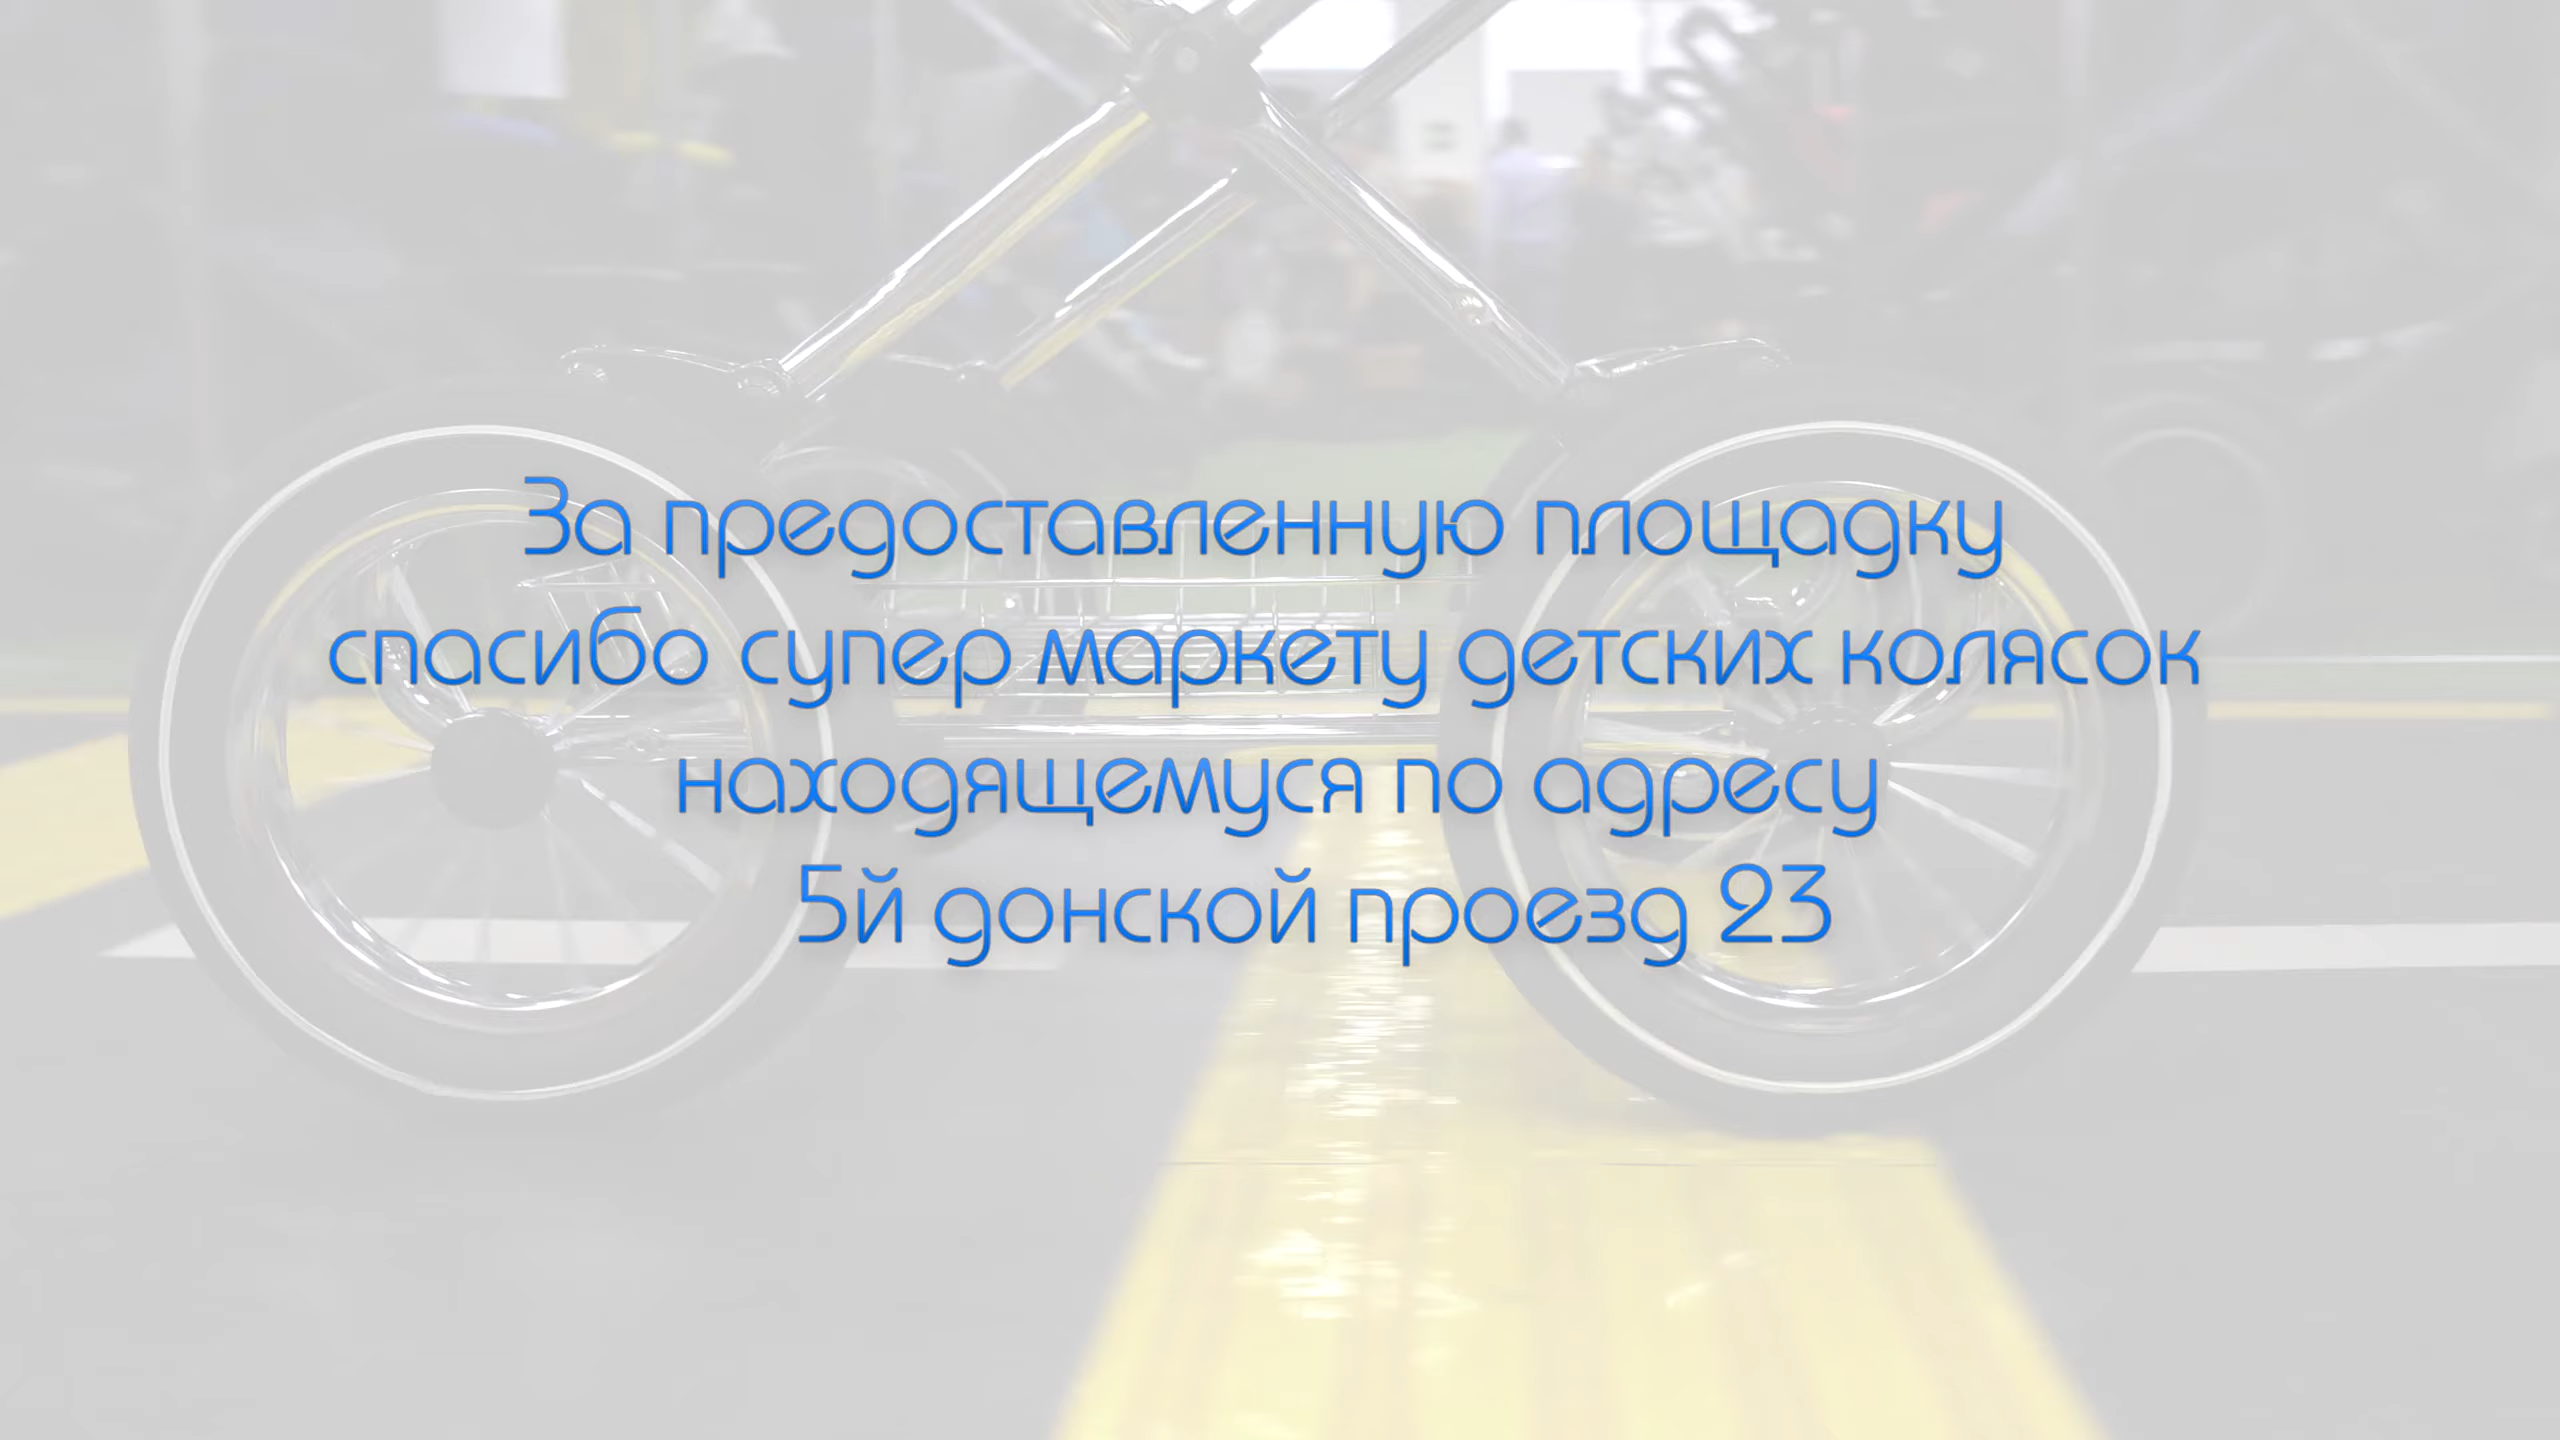 За предоставленную площадку
спасибо супер маркету детских колясок
находящемуся по адресу
5й донской проезд 23